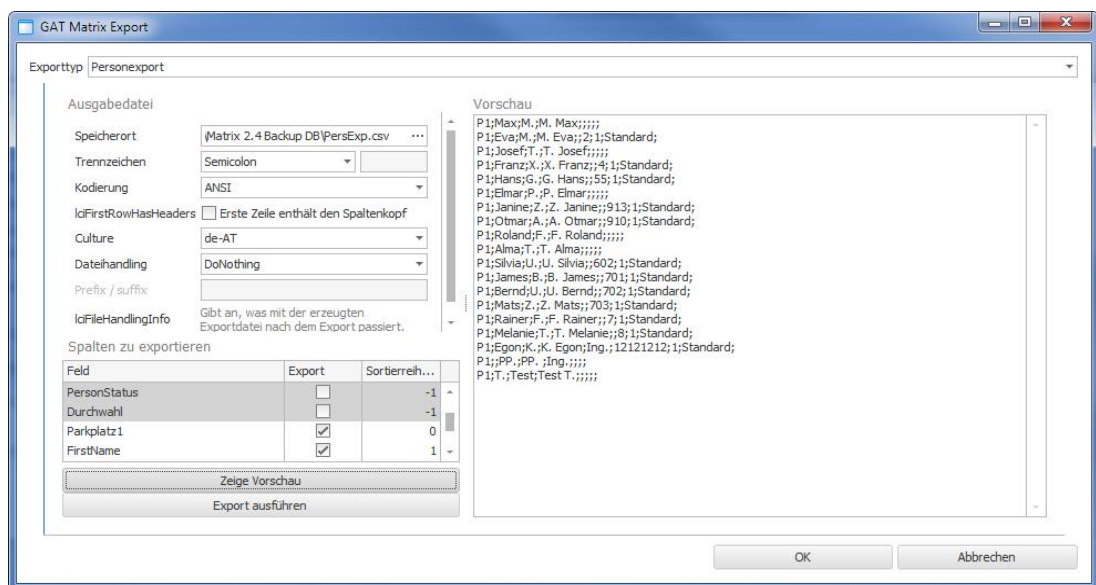 GAT Matrix Export
Exporttyp Personexport
Ausgabedatei
Speicherort \Matrix 2.4 Backup DB\PersExp.csv ...
Trennzeichen Semicolon
Kodierung ANSI
lciFirstRowHasHeaders Erste Zeile enthält den Spaltenkopf
Culture de-AT
Dateihandling DoNothing
Prefix / suffix
lciFileHandlingInfo Gibt an, was mit der erzeugten
Exportdatei nach dem Export passiert.
Spalten zu exportieren
Feld Export Sortierreih...
PersonStatus -1
Durchwahl -1
Parkplatz1 0
FirstName 1
Zeige Vorschau
Export ausführen
Vorschau
P1;Max;M.;M. Max;;;;;
P1;Eva;M.;M. Eva;;2;1;Standard;
P1;Josef;T.;T. Josef;;;;;
P1;Franz;X.;X. Franz;;4;1;Standard;
P1;Hans;G.;G. Hans;;55;1;Standard;
P1;Elmar;P.;P. Elmar;;;;;
P1;Janine;Z.;Z. Janine;;913;1;Standard;
P1;Otmar;A.;A. Otmar;;910;1;Standard;
P1;Roland;F.;F. Roland;;;;;
P1;Alma;T.;T. Alma;;;;;
P1;Silvia;U.;U. Silvia;;602;1;Standard;
P1;James;B.;B. James;;701;1;Standard;
P1;Bernd;U.;U. Bernd;;702;1;Standard;
P1;Mats;Z.;Z. Mats;;703;1;Standard;
P1;Rainer;F.;F. Rainer;;7;1;Standard;
P1;Melanie;T.;T. Melanie;;8;1;Standard;
P1;Egon;K.;K. Egon;Ing.;12121212;1;Standard;
P1;;PP.;PP. ;Ing.;;;;
P1;T.;Test;Test T.;;;;;
OK
Abbrechen